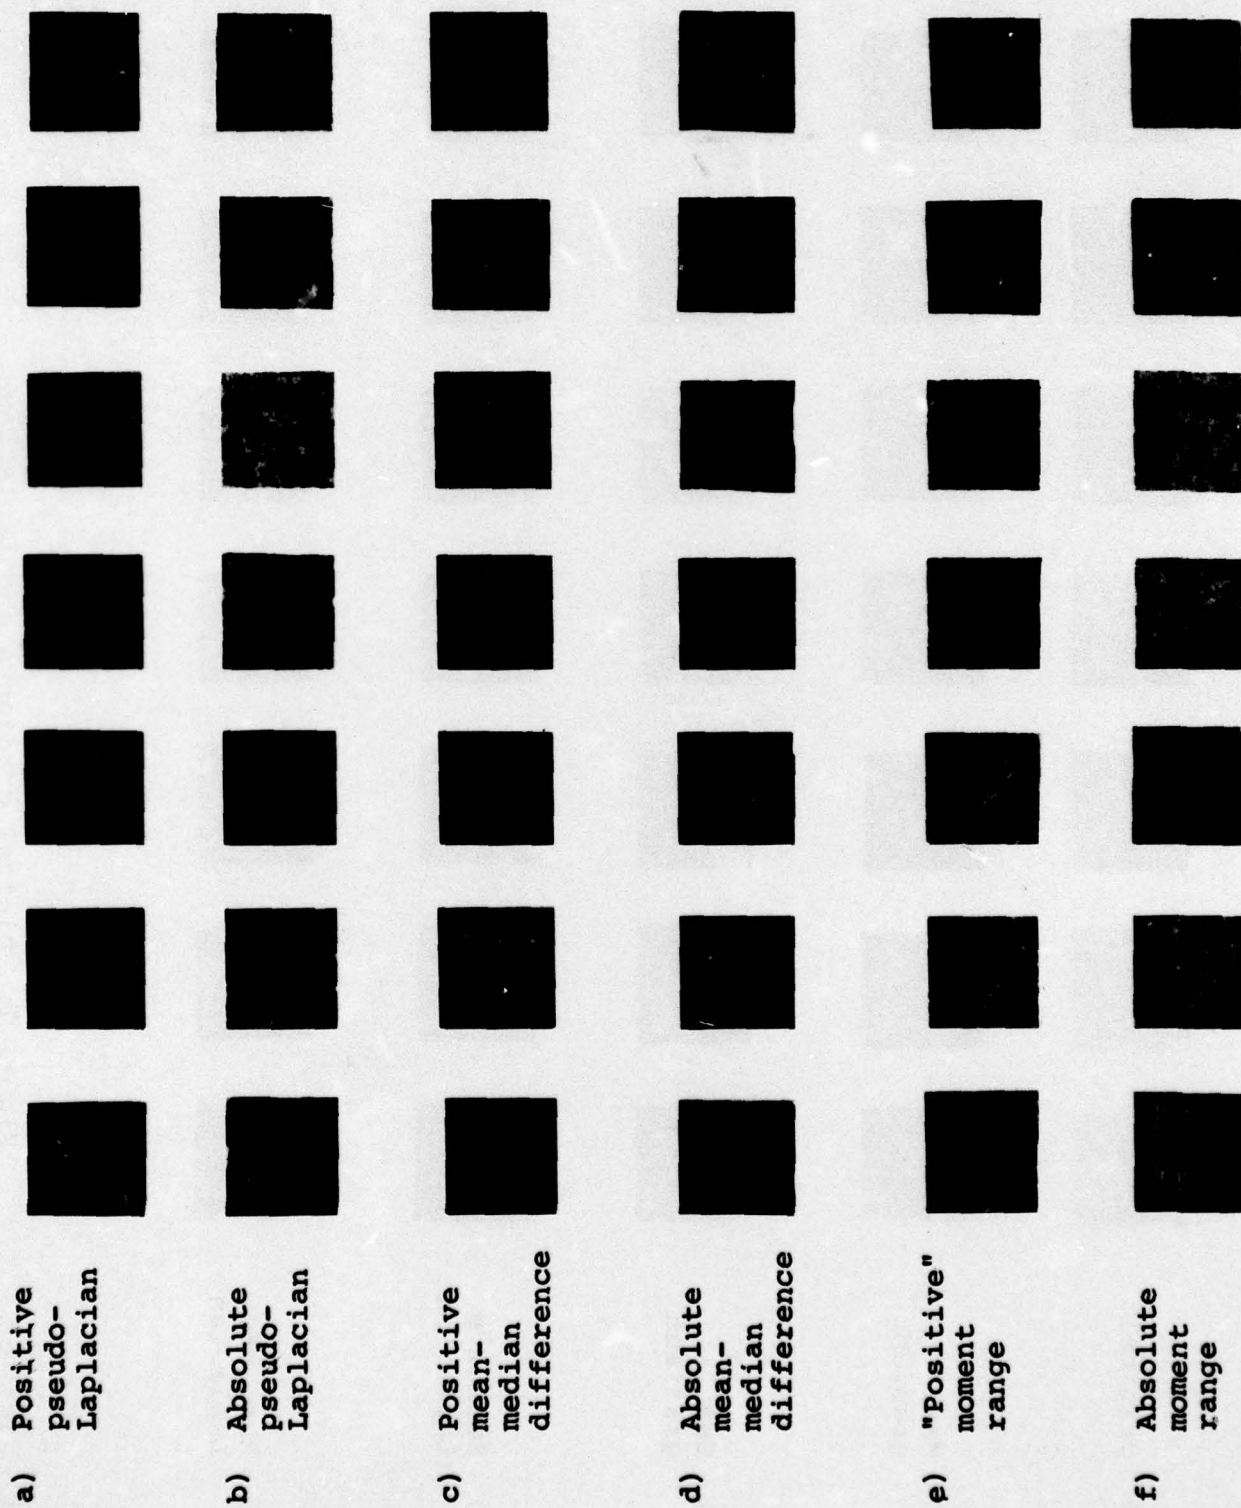 a) Positive
pseudo-
Laplacian
b) Absolute
pseudo-
Laplacian
c) Positive
mean-
median
difference
d) Absolute
mean-
median
difference
e) "Positive"
moment
range
f) Absolute
moment
range